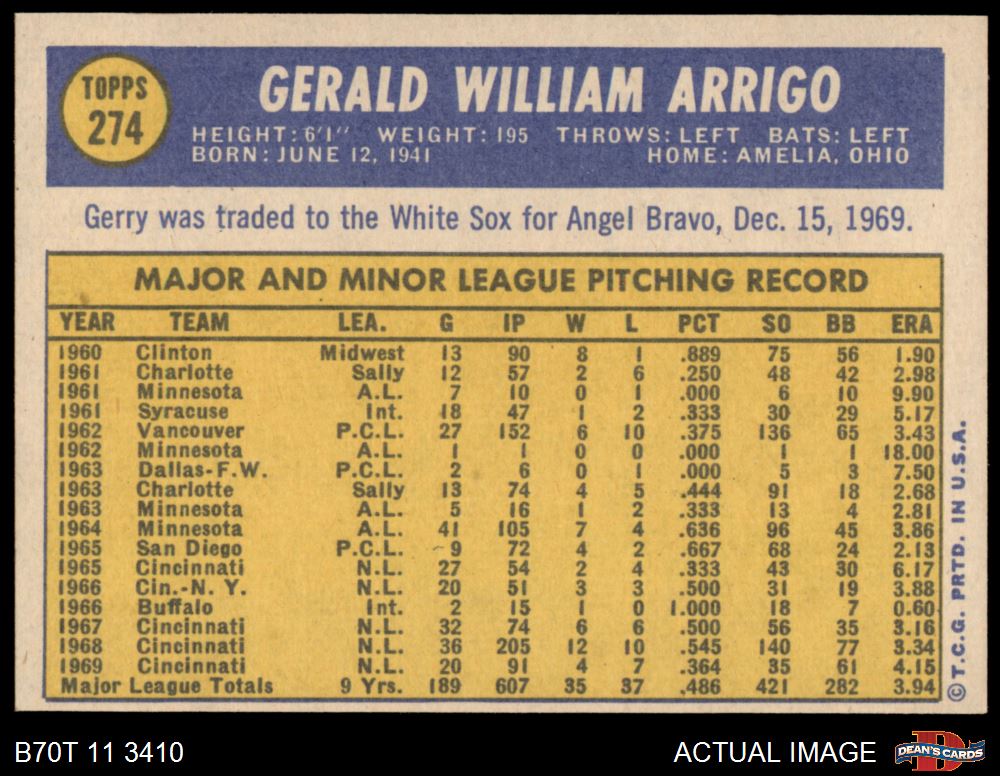 TOPPS
274
GERALD WILLIAM ARRIGO
HEIGHT: 6'1" WEIGHT: 195 THROWS: LEFT BATS: LEFT
BORN: JUNE 12, 1941 HOME: AMELIA, OHIO
Gerry was traded to the White Sox for Angel Bravo, Dec. 15, 1969.
MAJOR AND MINOR LEAGUE PITCHING RECORD
YEAR TEAM LEA. G IP W L PCT SO BB ERA
1960 Clinton Midwest 13 90 8 1 .889 75 56 1.90
1961 Charlotte Sally 12 57 2 6 .250 48 42 2.98
1961 Minnesota A.L. 7 10 0 1 .000 6 10 9.90
1961 Syracuse Int. 18 47 1 2 .333 30 29 5.17
1962 Vancouver P.C.L. 27 152 6 10 .375 136 65 3.43
1962 Minnesota A.L. 1 1 0 0 .000 1 1 18.00
1963 Dallas-F.W. P.C.L. 2 6 0 1 .000 5 3 7.50
1963 Charlotte Sally 13 74 4 5 .444 91 18 2.68
1963 Minnesota A.L. 5 16 1 2 .333 13 4 2.81
1964 Minnesota A.L. 41 105 7 4 .636 96 45 3.86
1965 San Diego P.C.L. 9 72 4 2 .667 68 24 2.13
1965 Cincinnati N.L. 27 54 2 4 .333 43 30 6.17
1966 Cin.-N. Y. N.L. 20 51 3 3 .500 31 19 3.88
1966 Buffalo Int. 2 15 1 0 1.000 18 7 0.60
1967 Cincinnati N.L. 32 74 6 6 .500 56 35 3.16
1968 Cincinnati N.L. 36 205 12 10 .545 140 77 3.34
1969 Cincinnati N.L. 20 91 4 7 .364 35 61 4.15
Major League Totals 9 Yrs. 189 607 35 37 .486 421 282 3.94
© T.C.G. PRTD. IN U.S.A.
B70T 11 3410 ACTUAL IMAGE
DEAN'S CARDS